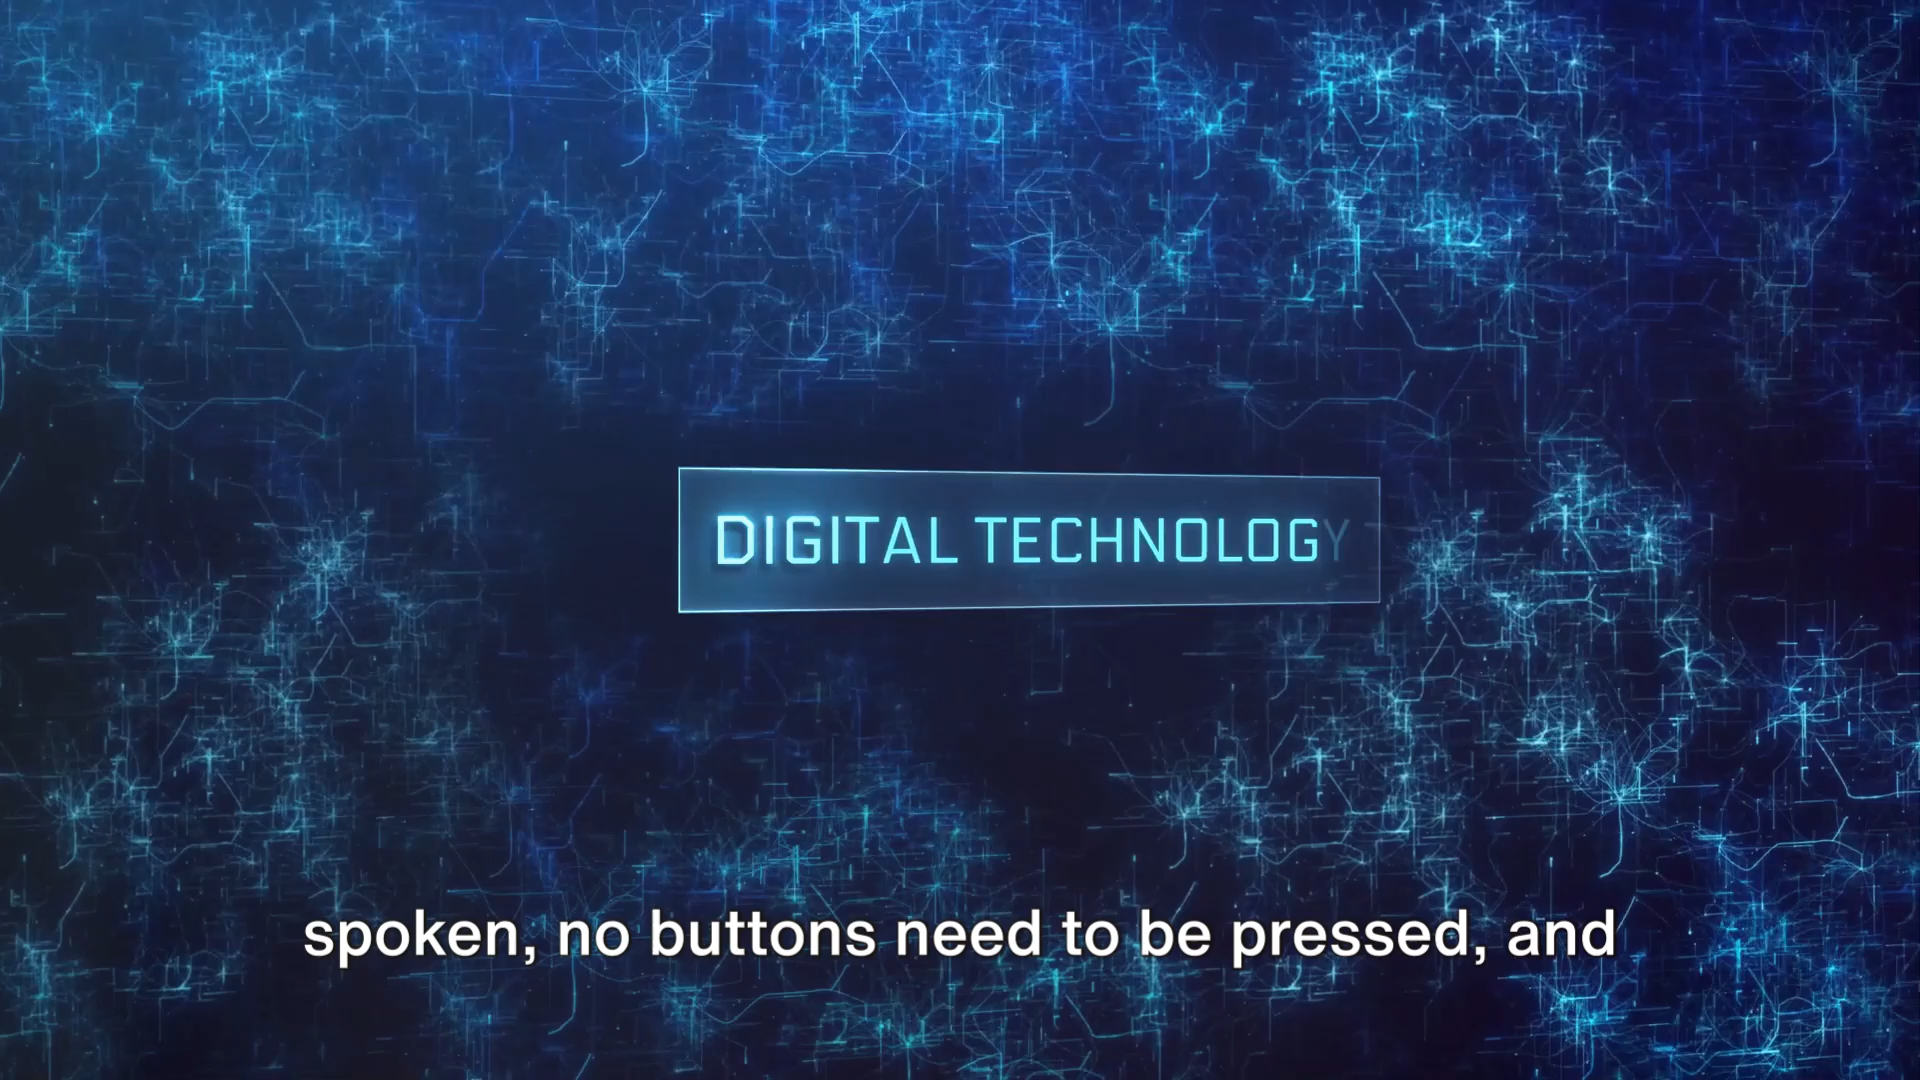 DIGITAL TECHNOLOGY
spoken, no buttons need to be pressed, and